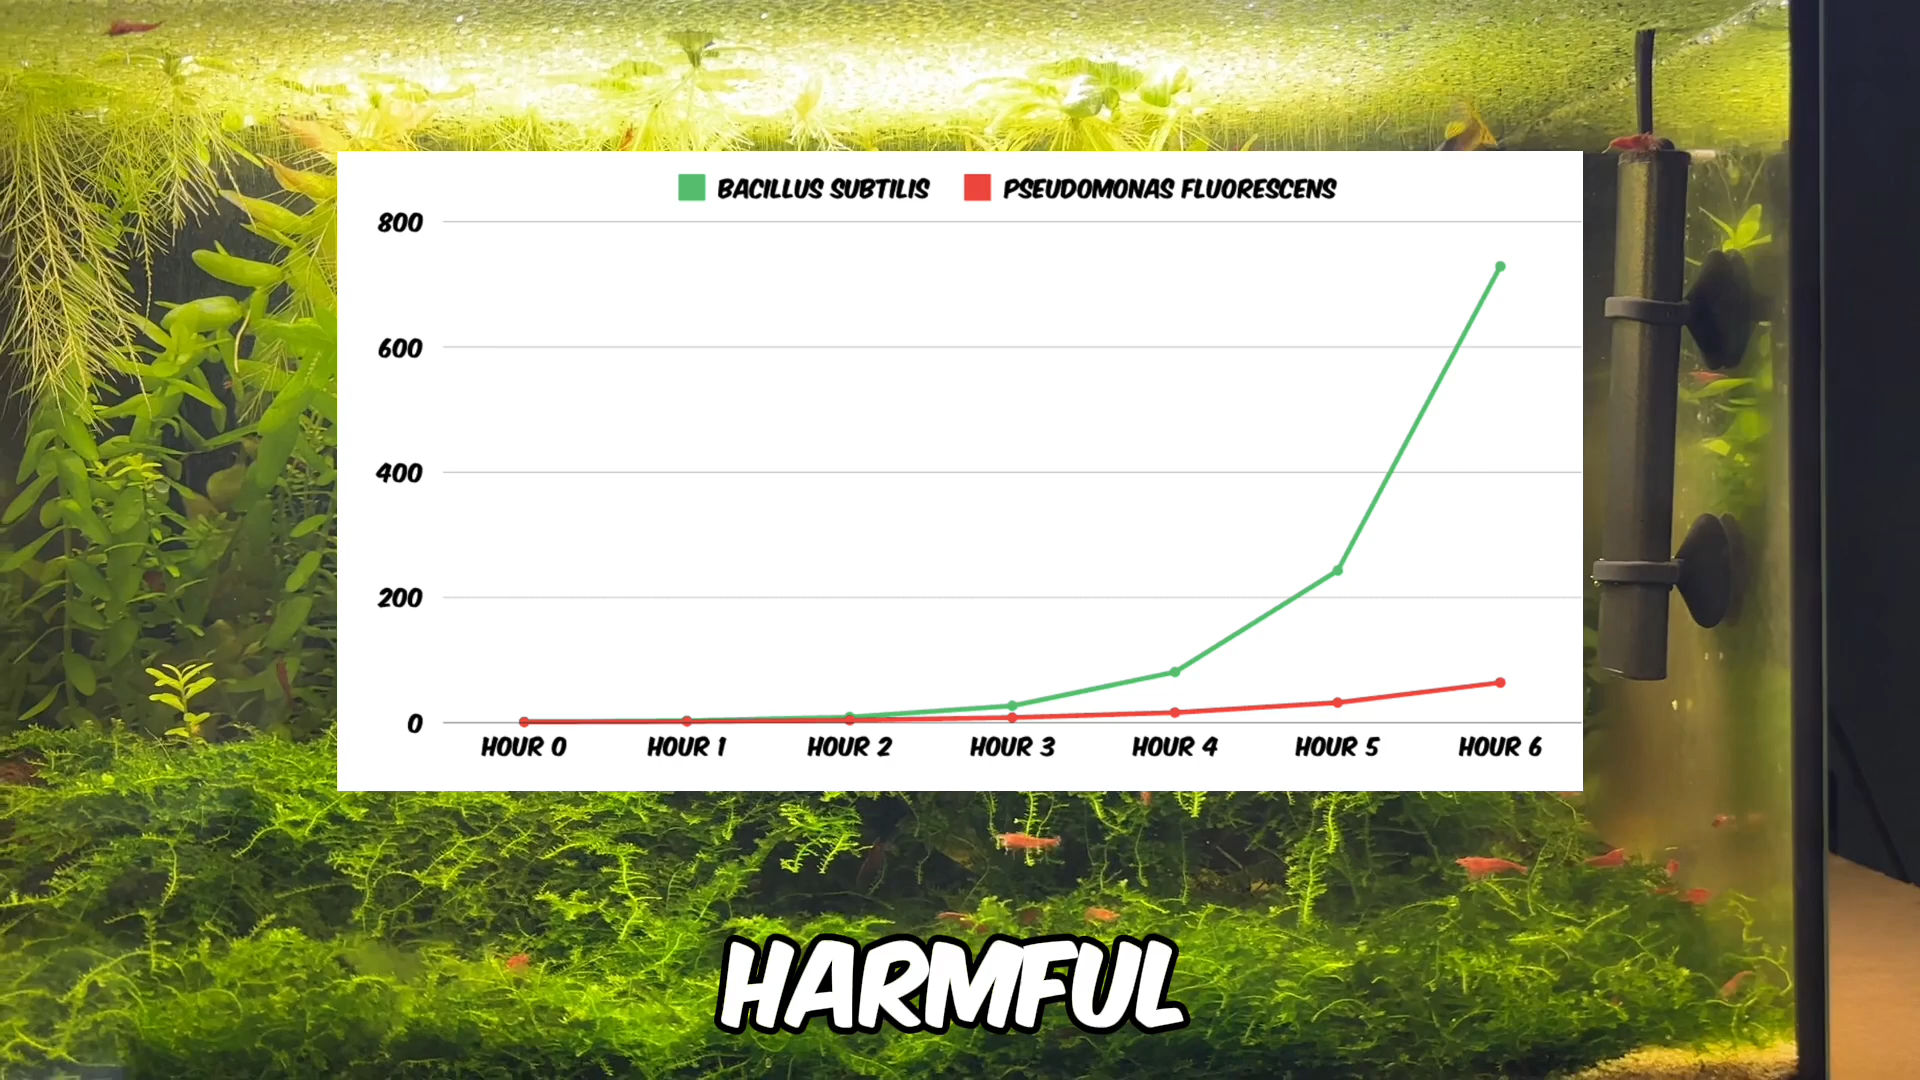 BACILLUS SUBTILIS PSEUDOMONAS FLUORESCENS
800
600
400
200
0
HOUR 0 HOUR 1 HOUR 2 HOUR 3 HOUR 4 HOUR 5 HOUR 6
HARMFUL